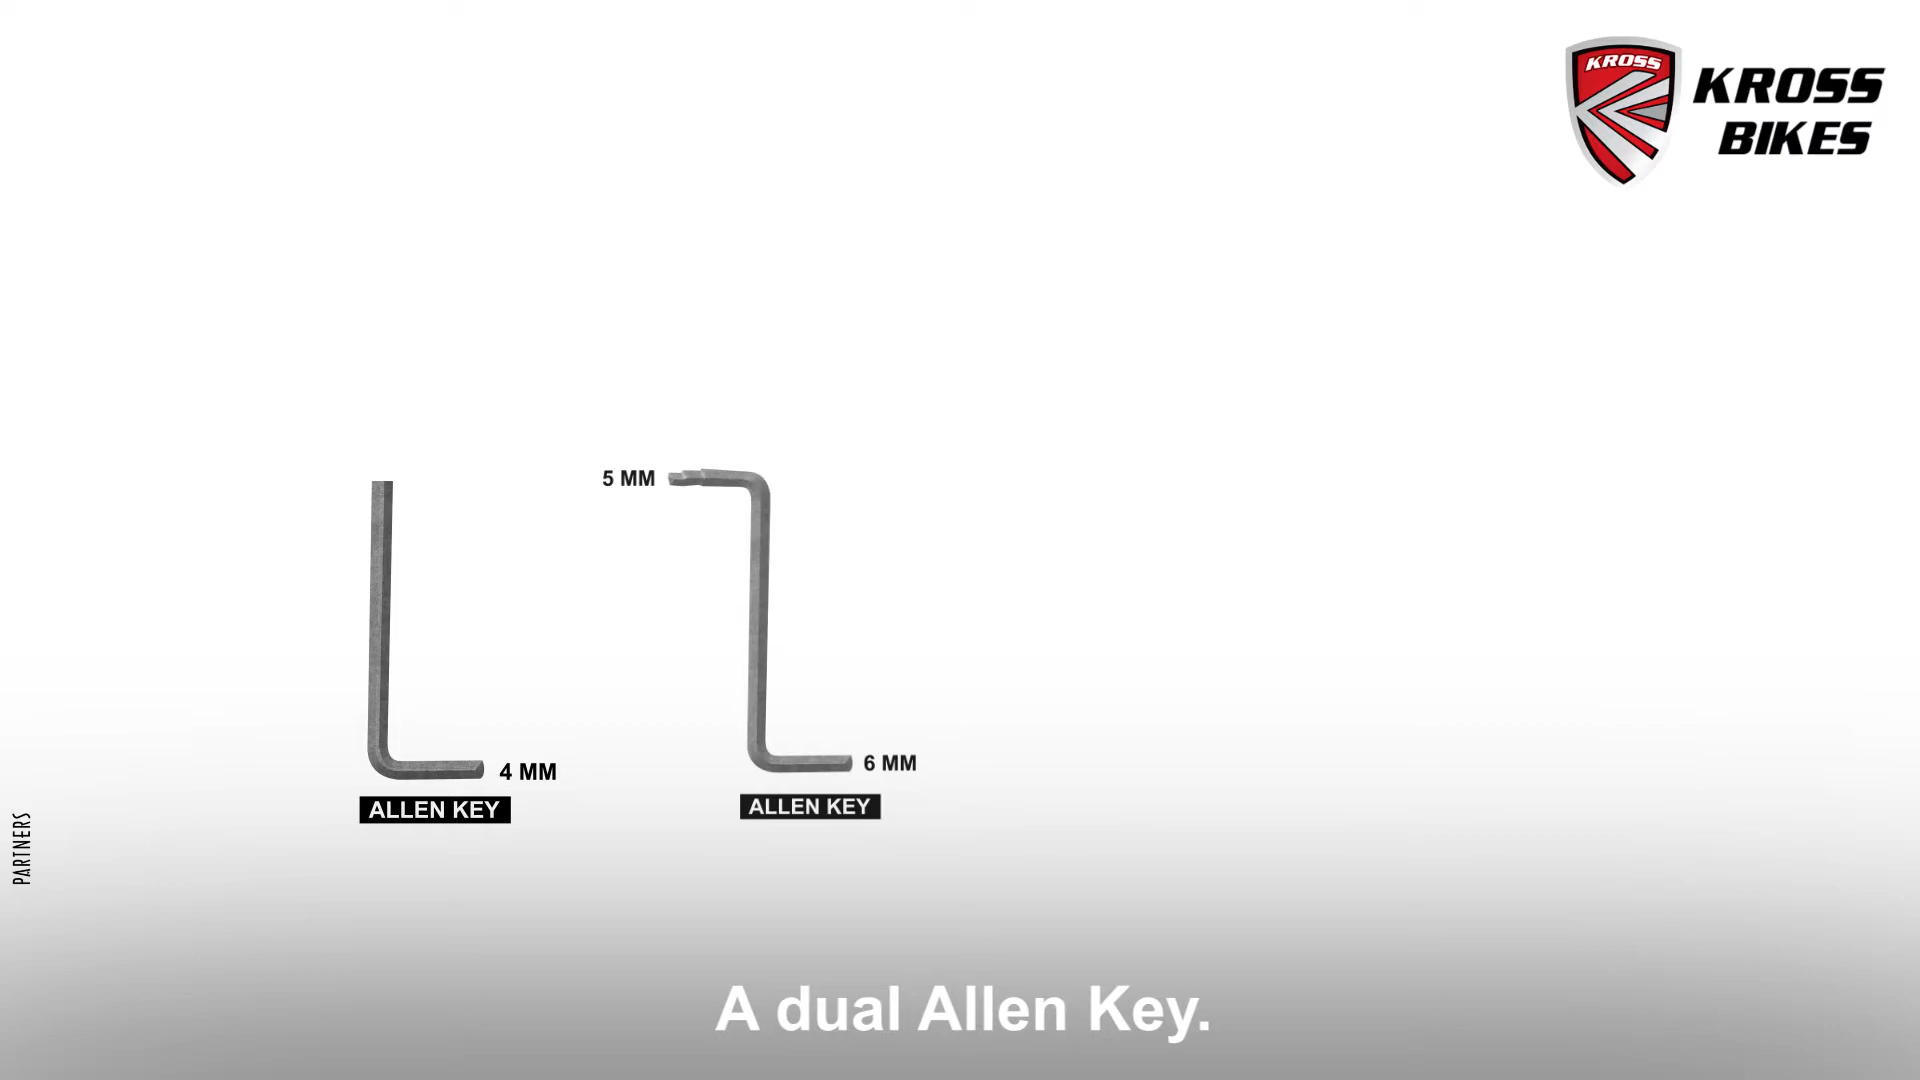 KROSS
KROSS
BIKES
5 MM
4 MM
6 MM
ALLEN KEY
ALLEN KEY
PARTNERS
A dual Allen Key.